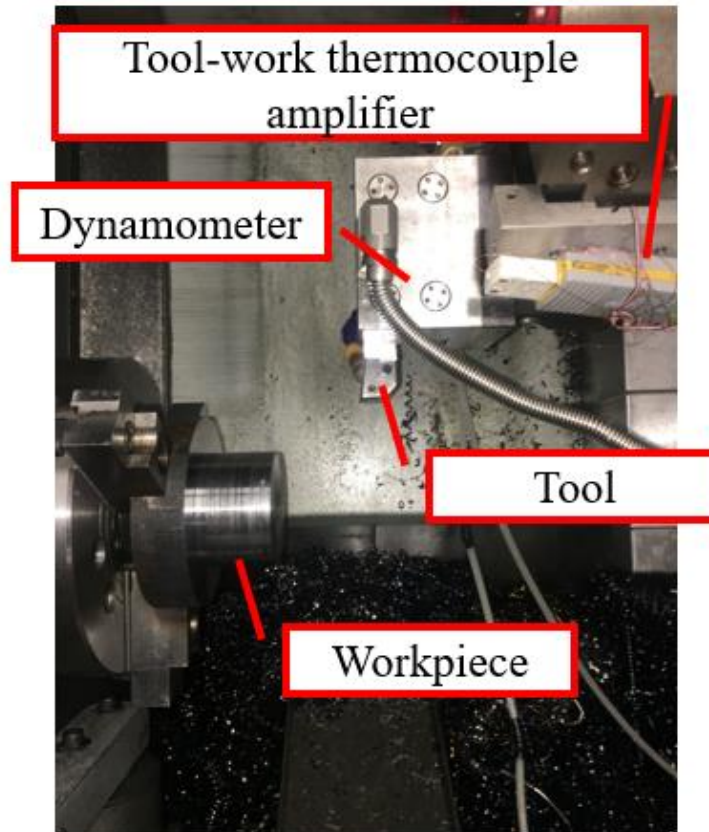 Tool-work thermocouple
amplifier
Dynamometer
Tool
Workpiece